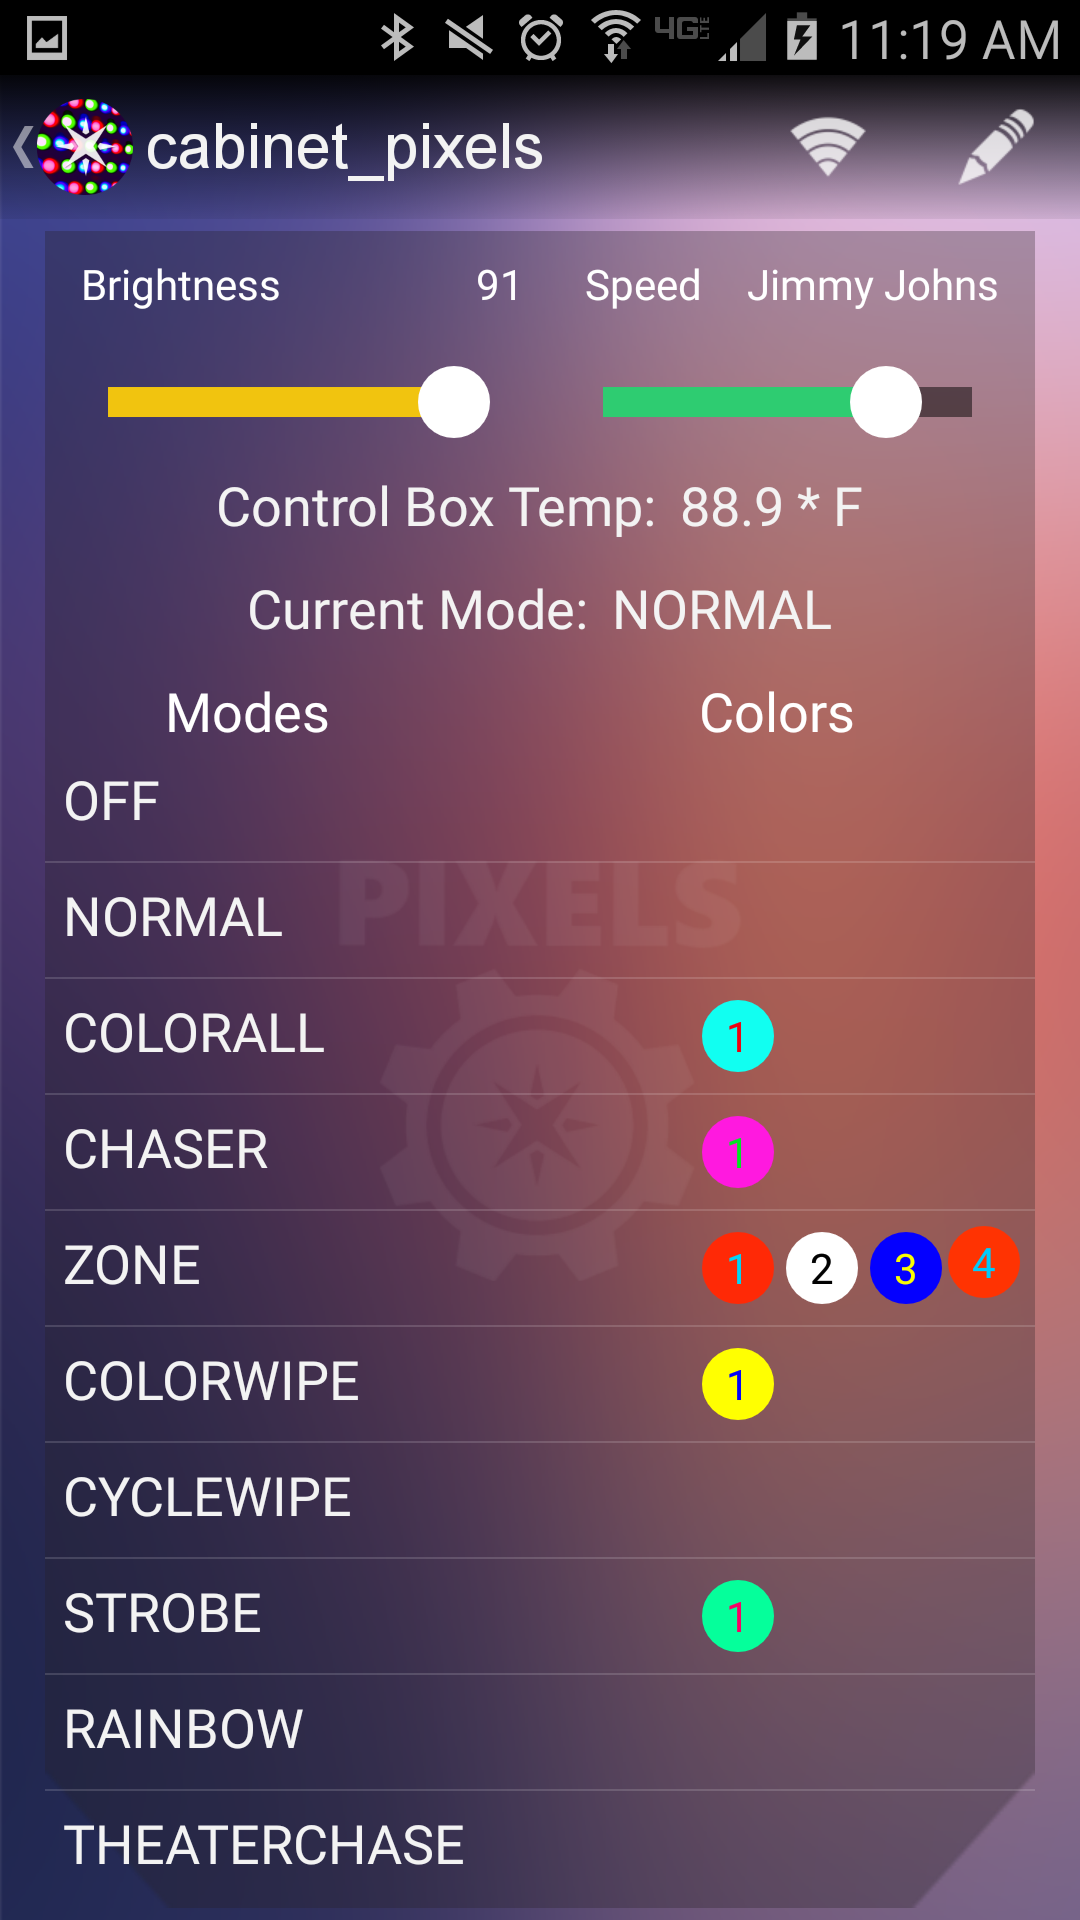 4G LTE 11:19 AM
cabinet_pixels
Brightness 91 Speed Jimmy Johns
Control Box Temp: 88.9 * F
Current Mode: NORMAL
Modes Colors
OFF
PIXELS
NORMAL
COLORALL 1
CHASER 1
ZONE 1 2 3 4
COLORWIPE 1
CYCLEWIPE
STROBE 1
RAINBOW
THEATERCHASE